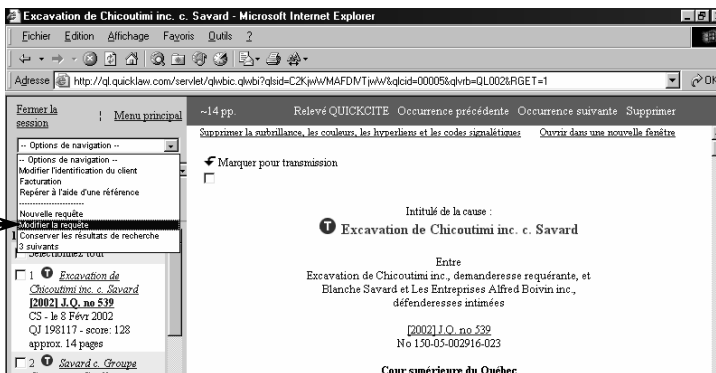 Excavation de Chicoutimi inc. c. Savard - Microsoft Internet Explorer
Fichier Edition Affichage Favoris Outils ?
Adresse http://ql.quicklaw.com/servlet/qlwbic.qlwbi?qlsid=C2KjwWMAFDIVTjwW&qlcid=00005&qlvrb=QL002&RGET=1 OK
Fermer la session ¦ Menu principal
-- Options de navigation --
-- Options de navigation --
Modifier l'identification du client
Facturation
Repérer à l'aide d'une référence
------------------------
Nouvelle requête
Modifier la requête
Conserver les résultats de recherche
3 suivants
Sélectionnez tout
1 T Excavation de
Chicoutimi inc. c. Savard
[2002] J.Q. no 539
CS - le 8 Févr 2002
QJ 198117 - score: 128
approx. 14 pages
2 T Savard c. Groupe
~14 pp. Relevé QUICKCITE Occurrence précédente Occurrence suivante Supprimer
Supprimer la subrillance, les couleurs, les hyperliens et les codes signalétiques Ouvrir dans une nouvelle fenêtre
Marquer pour transmission
Intitulé de la cause :
T Excavation de Chicoutimi inc. c. Savard
Entre
Excavation de Chicoutimi inc., demanderesse requérante, et
Blanche Savard et Les Entreprises Alfred Boivin inc.,
défenderesses intimées
[2002] J.Q. no 539
No 150-05-002916-023
Cour supérieure du Québec